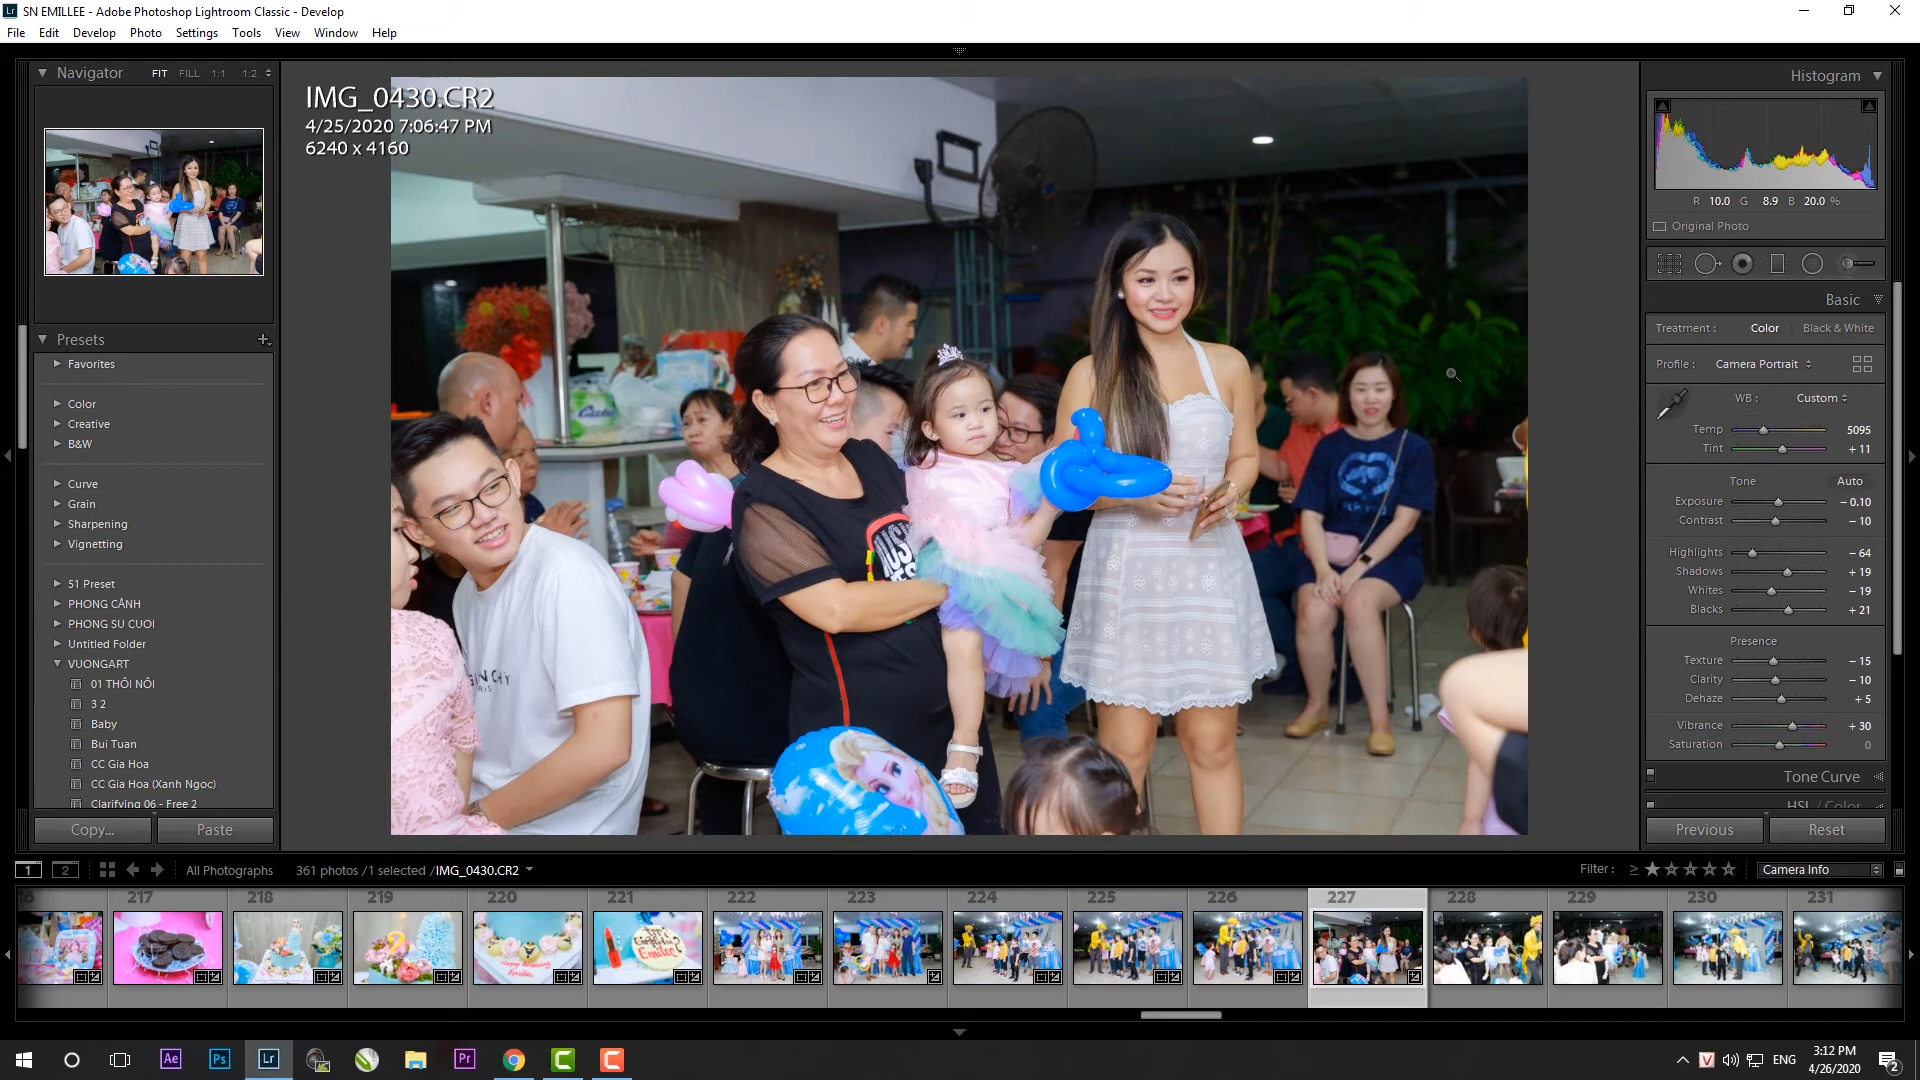 SN EMILLEE - Adobe Photoshop Lightroom Classic - Develop
File Edit Develop Photo Settings Tools View Window Help
Navigator FIT FILL 1:1 1:2
IMG_0430.CR2
4/25/2020 7:06:47 PM
6240 x 4160
Presets
Favorites
Color
Creative
B&W
Curve
Grain
Sharpening
Vignetting
51 Preset
PHONG CẢNH
PHONG SU CUOI
Untitled Folder
VUONGART
01 THÔI NÔI
3 2
Baby
Bui Tuan
CC Gia Hoa
CC Gia Hoa (Xanh Ngoc)
Clarifying 06 - Free 2
Copy... Paste
Histogram
R 10.0 G 8.9 B 20.0 %
Original Photo
Basic
Treatment : Color Black & White
Profile : Camera Portrait
WB : Custom
Temp 5095
Tint + 11
Tone Auto
Exposure − 0.10
Contrast − 10
Highlights − 64
Shadows + 19
Whites − 19
Blacks + 21
Presence
Texture − 15
Clarity − 10
Dehaze + 5
Vibrance + 30
Saturation 0
Tone Curve
HSL / Color
Previous Reset
1 2 All Photographs 361 photos / 1 selected / IMG_0430.CR2 Filter : ≥ Camera Info
217 218 219 220 221 222 223 224 225 226 227 228 229 230 231
Ae Ps Lr Pr
ENG
3:12 PM
4/26/2020
2